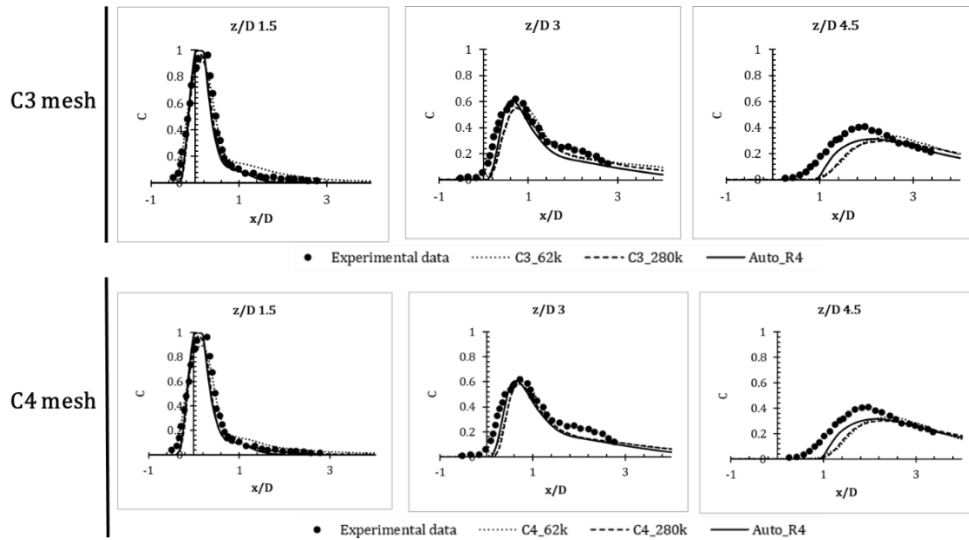 C3 mesh
z/D 1.5
C
1
0.8
0.6
0.4
0.2
0
-1 1 3
x/D
z/D 3
C
1
0.8
0.6
0.4
0.2
0
-1 1 3
x/D
z/D 4.5
C
1
0.8
0.6
0.4
0.2
0
-1 1 3
x/D
Experimental data C3_62k C3_280k Auto_R4
C4 mesh
z/D 1.5
C
1
0.8
0.6
0.4
0.2
0
-1 1 3
x/D
z/D 3
C
1
0.8
0.6
0.4
0.2
0
-1 1 3
x/D
z/D 4.5
C
1
0.8
0.6
0.4
0.2
0
-1 1 3
x/D
Experimental data C4_62k C4_280k Auto_R4